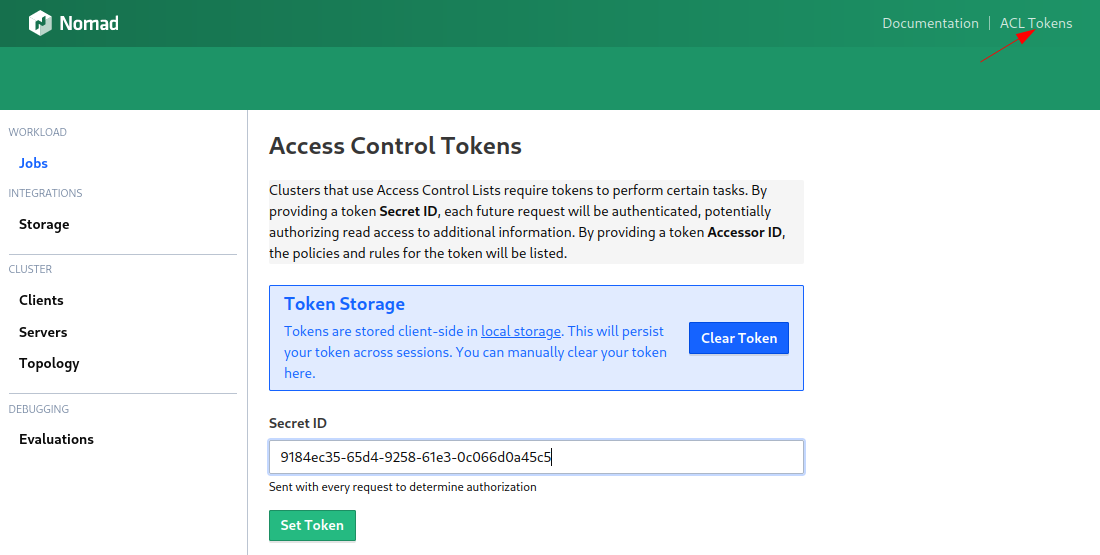 Nomad
Documentation | ACL Tokens
WORKLOAD
Jobs
INTEGRATIONS
Storage
CLUSTER
Clients
Servers
Topology
DEBUGGING
Evaluations
Access Control Tokens
Clusters that use Access Control Lists require tokens to perform certain tasks. By
providing a token Secret ID, each future request will be authenticated, potentially
authorizing read access to additional information. By providing a token Accessor ID,
the policies and rules for the token will be listed.
Token Storage
Tokens are stored client-side in local storage. This will persist
your token across sessions. You can manually clear your token
here.
Clear Token
Secret ID
9184ec35-65d4-9258-61e3-0c066d0a45c5
Sent with every request to determine authorization
Set Token